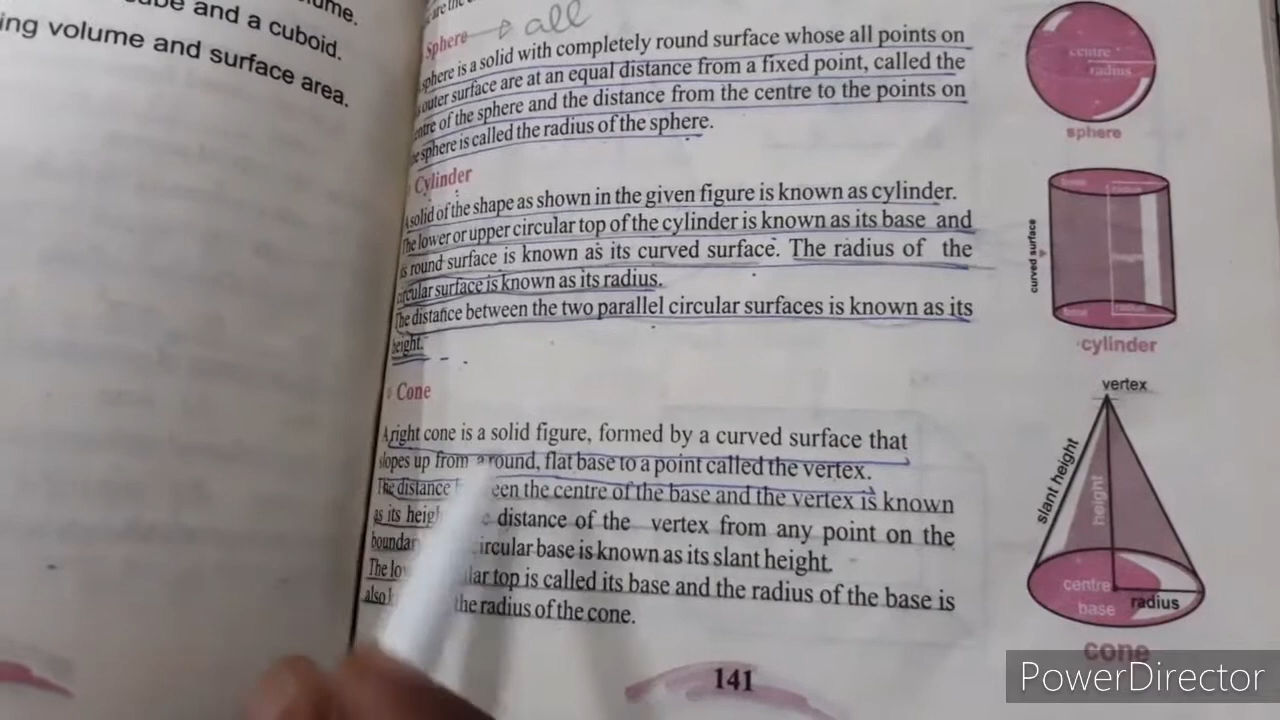 ume.
be and a cuboid.
ing volume and surface area.
are the
Sphere → all
sphere is a solid with completely round surface whose all points on
outer surface are at an equal distance from a fixed point, called the
ntre of the sphere and the distance from the centre to the points on
e sphere is called the radius of the sphere.
Cylinder
A solid of the shape as shown in the given figure is known as cylinder.
The lower or upper circular top of the cylinder is known as its base and
is round surface is known as its curved surface. The radius of the
circular surface is known as its radius.
The distance between the two parallel circular surfaces is known as its
height.
Cone
A right cone is a solid figure, formed by a curved surface that
slopes up from a round, flat base to a point called the vertex.
The distance b een the centre of the base and the vertex is known
as its heigh e distance of the vertex from any point on the
boundar ircular base is known as its slant height.
The lo lar top is called its base and the radius of the base is
also the radius of the cone.
141
centre
radius
sphere
curved surface
height
cylinder
vertex
slant height
height
centre
base
radius
cone
PowerDirector